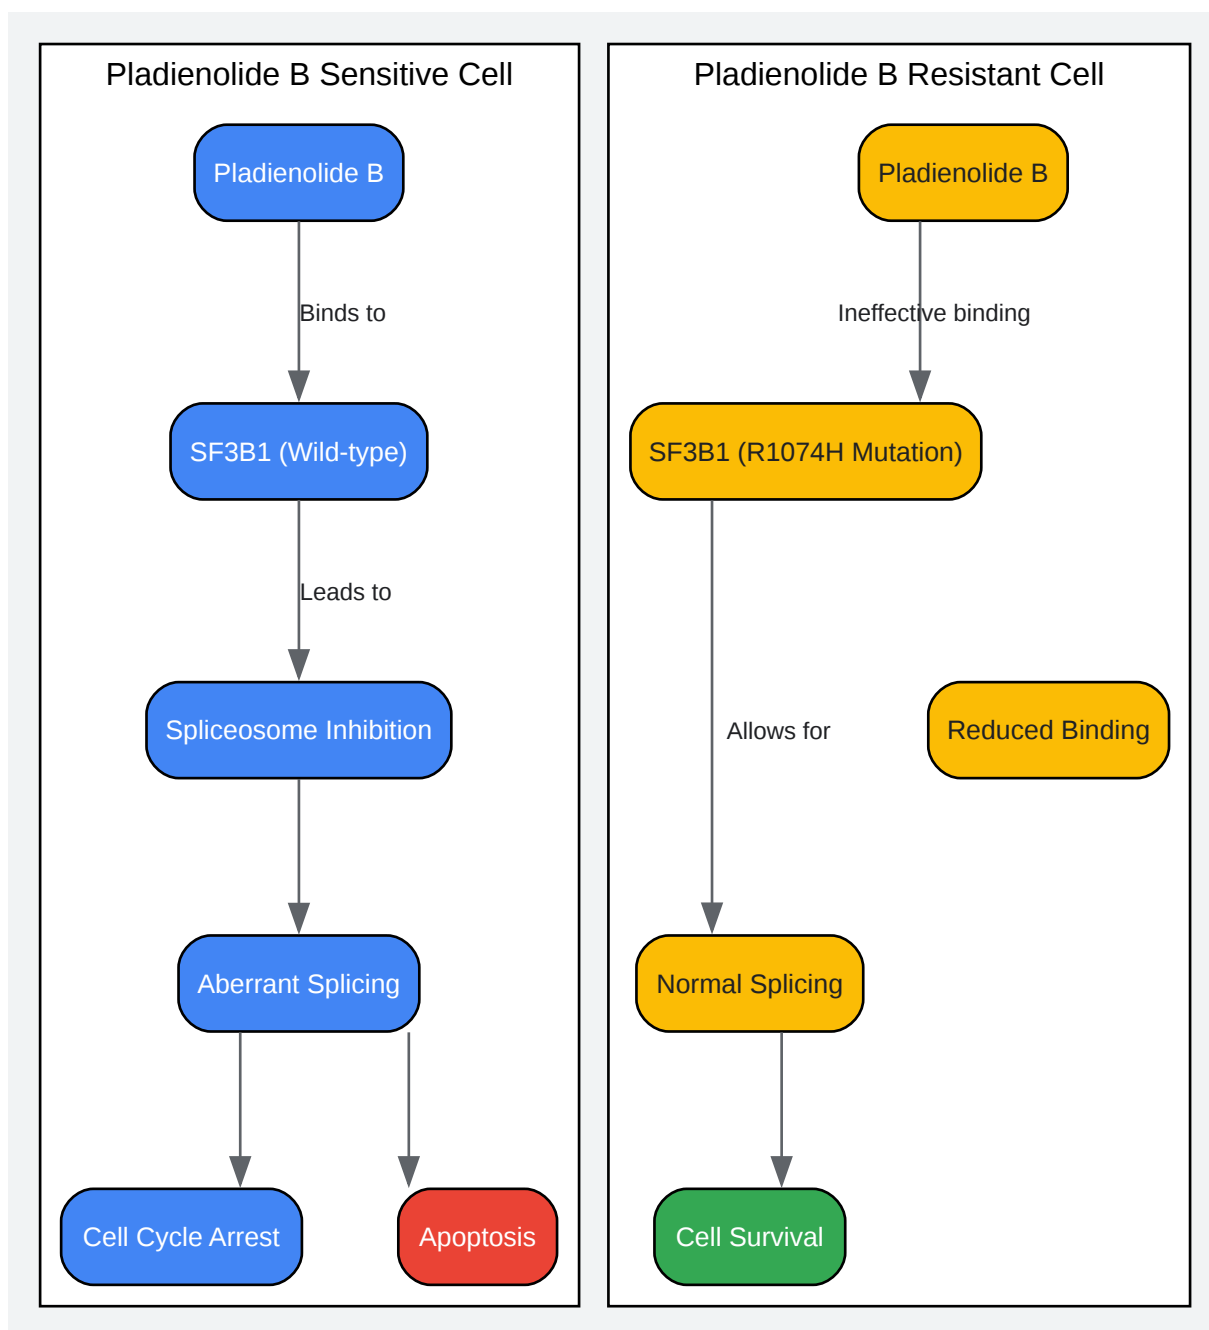 Pladienolide B Sensitive Cell
Pladienolide B
Binds to
SF3B1 (Wild-type)
Leads to
Spliceosome Inhibition
Aberrant Splicing
Cell Cycle Arrest
Apoptosis
Pladienolide B Resistant Cell
Pladienolide B
Ineffective binding
SF3B1 (R1074H Mutation)
Allows for
Reduced Binding
Normal Splicing
Cell Survival